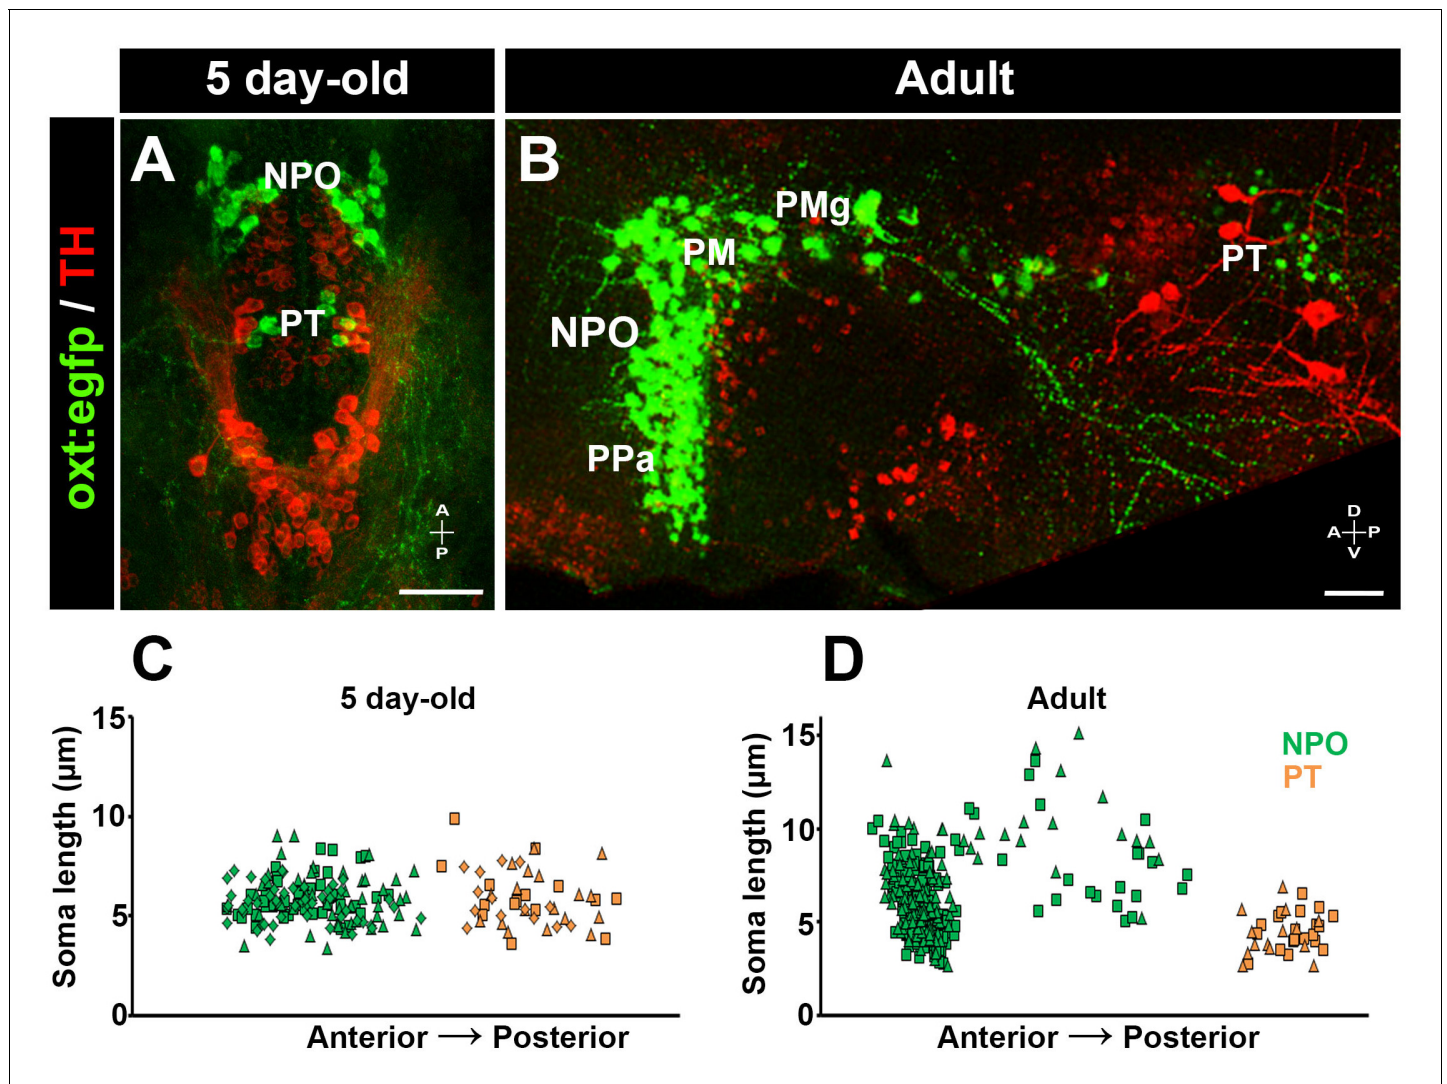 5 day-old
Adult
oxt:egfp / TH
A
NPO
PT
A
P
B
PMg
PM
PT
NPO
PPa
D
A P
V
C
5 day-old
15
10
5
0
Soma length (μm)
Anterior → Posterior
D
Adult
NPO
PT
15
10
5
0
Soma length (μm)
Anterior → Posterior